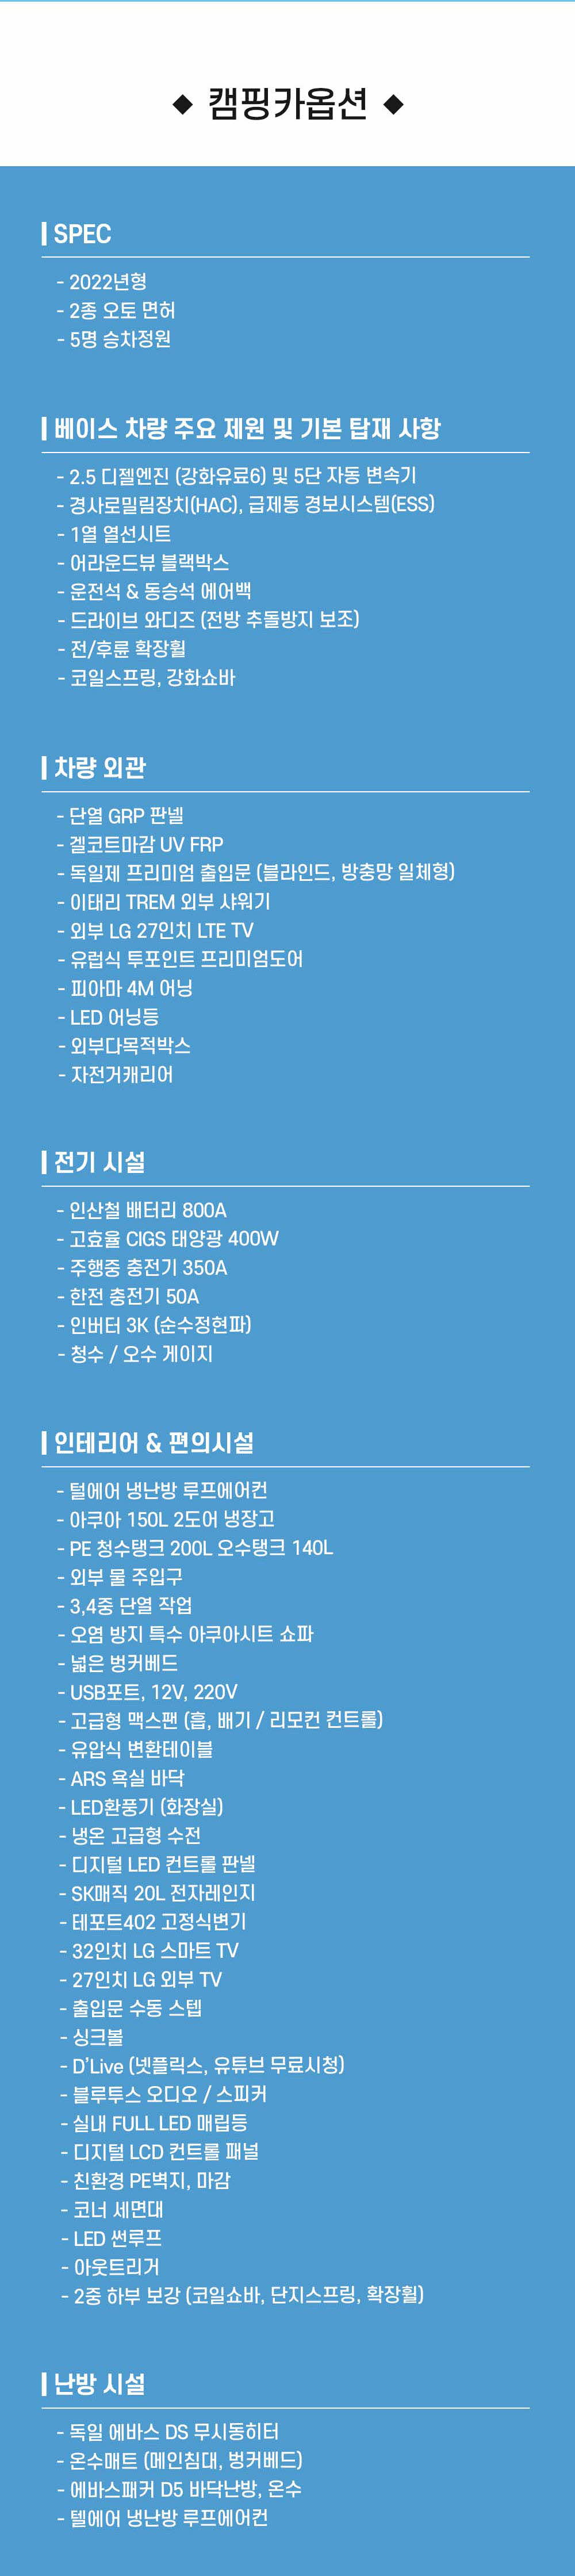 ◆ 캠핑카옵션 ◆
SPEC
- 2022년형
- 2종 오토 면허
- 5명 승차정원
베이스 차량 주요 제원 및 기본 탑재 사항
- 2.5 디젤엔진 (강화유료6) 및 5단 자동 변속기
- 경사로밀림장치(HAC), 급제동 경보시스템(ESS)
- 1열 열선시트
- 어라운드뷰 블랙박스
- 운전석 & 동승석 에어백
- 드라이브 와디즈 (전방 추돌방지 보조)
- 전/후륜 확장휠
- 코일스프링, 강화쇼바
차량 외관
- 단열 GRP 판넬
- 겔코트마감 UV FRP
- 독일제 프리미엄 출입문 (블라인드, 방충망 일체형)
- 이태리 TREM 외부 샤워기
- 외부 LG 27인치 LTE TV
- 유럽식 투포인트 프리미엄도어
- 피아마 4M 어닝
- LED 어닝등
- 외부다목적박스
- 자전거캐리어
전기 시설
- 인산철 배터리 800A
- 고효율 CIGS 태양광 400W
- 주행중 충전기 350A
- 한전 충전기 50A
- 인버터 3K (순수정현파)
- 청수 / 오수 게이지
인테리어 & 편의시설
- 털에어 냉난방 루프에어컨
- 아쿠아 150L 2도어 냉장고
- PE 청수탱크 200L 오수탱크 140L
- 외부 물 주입구
- 3,4중 단열 작업
- 오염 방지 특수 아쿠아시트 쇼파
- 넓은 벙커베드
- USB포트, 12V, 220V
- 고급형 맥스팬 (흡, 배기 / 리모컨 컨트롤)
- 유압식 변환테이블
- ARS 욕실 바닥
- LED환풍기 (화장실)
- 냉온 고급형 수전
- 디지털 LED 컨트롤 판넬
- SK매직 20L 전자레인지
- 테포트402 고정식변기
- 32인치 LG 스마트 TV
- 27인치 LG 외부 TV
- 출입문 수동 스텝
- 싱크볼
- D'Live (넷플릭스, 유튜브 무료시청)
- 블루투스 오디오 / 스피커
- 실내 FULL LED 매립등
- 디지털 LCD 컨트롤 패널
- 친환경 PE벽지, 마감
- 코너 세면대
- LED 썬루프
- 아웃트리거
- 2중 하부 보강 (코일쇼바, 단지스프링, 확장휠)
난방 시설
- 독일 에바스 DS 무시동히터
- 온수매트 (메인침대, 벙커베드)
- 에바스패커 D5 바닥난방, 온수
- 텔에어 냉난방 루프에어컨